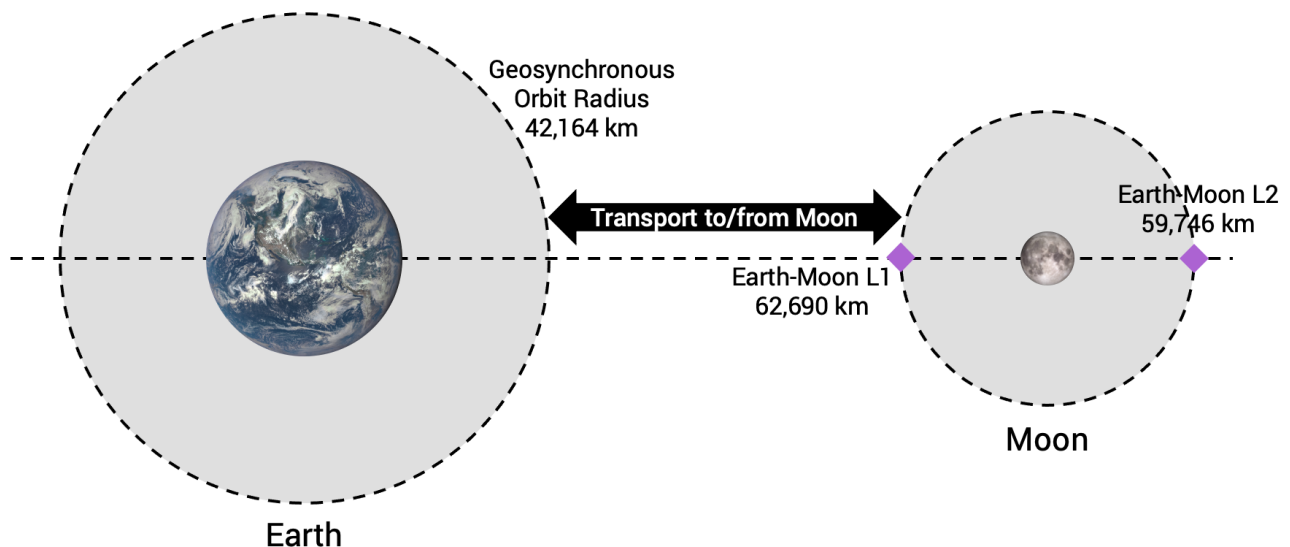 Geosynchronous
Orbit Radius
42,164 km
Transport to/from Moon
Earth-Moon L2
59,746 km
Earth-Moon L1
62,690 km
Moon
Earth